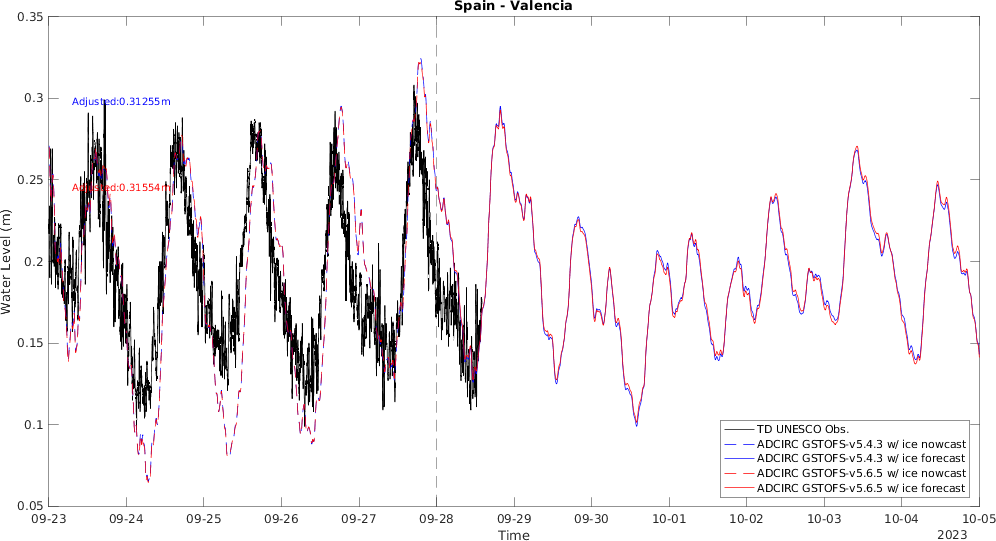 Spain - Valencia
0.35
0.3
0.25
0.2
0.15
0.1
0.05
Water Level (m)
Adjusted:0.31255m
Adjusted:0.31554m
TD UNESCO Obs.
ADCIRC GSTOFS-v5.4.3 w/ ice nowcast
ADCIRC GSTOFS-v5.4.3 w/ ice forecast
ADCIRC GSTOFS-v5.6.5 w/ ice nowcast
ADCIRC GSTOFS-v5.6.5 w/ ice forecast
09-23 09-24 09-25 09-26 09-27 09-28 09-29 09-30 10-01 10-02 10-03 10-04 10-05
Time
2023